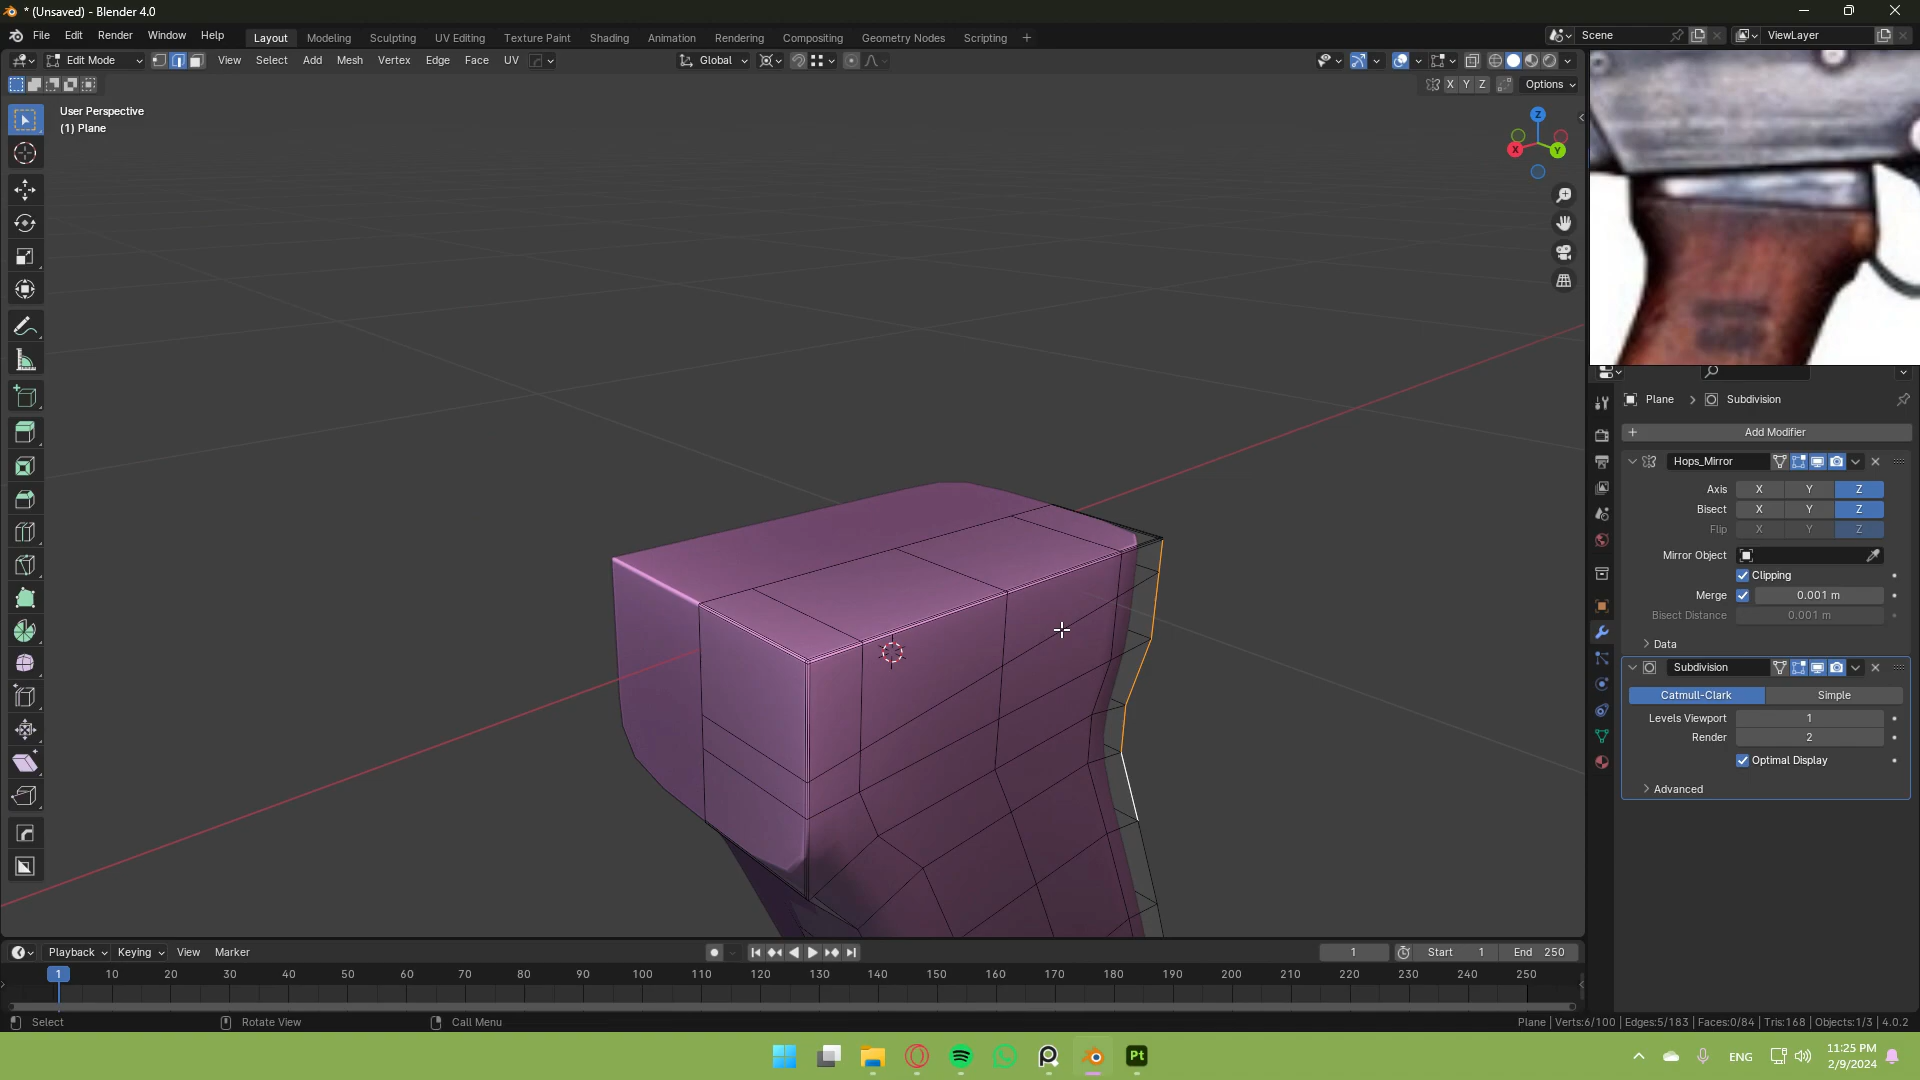 * (Unsaved) - Blender 4.0
File Edit Render Window Help Layout Modeling Sculpting UV Editing Texture Paint Shading Animation Rendering Compositing Geometry Nodes Scripting + Scene ViewLayer
Edit Mode View Select Add Mesh Vertex Edge Face UV Global
X Y Z Options
User Perspective
(1) Plane
Z
X Y
Plane > Subdivision
+ Add Modifier
Hops_Mirror
Axis X Y Z
Bisect X Y Z
Flip X Y Z
Mirror Object
Clipping
Merge 0.001 m
Bisect Distance 0.001 m
Data
Subdivision
Catmull-Clark Simple
Levels Viewport 1
Render 2
Optimal Display
Advanced
Playback Keying View Marker 1 Start 1 End 250
1 10 20 30 40 50 60 70 80 90 100 110 120 130 140 150 160 170 180 190 200 210 220 230 240 250
Select Rotate View Call Menu Plane | Verts:6/100 | Edges:5/183 | Faces:0/84 | Tris:168 | Objects:1/3 | 4.0.2
Pt ENG 11:25 PM
2/9/2024